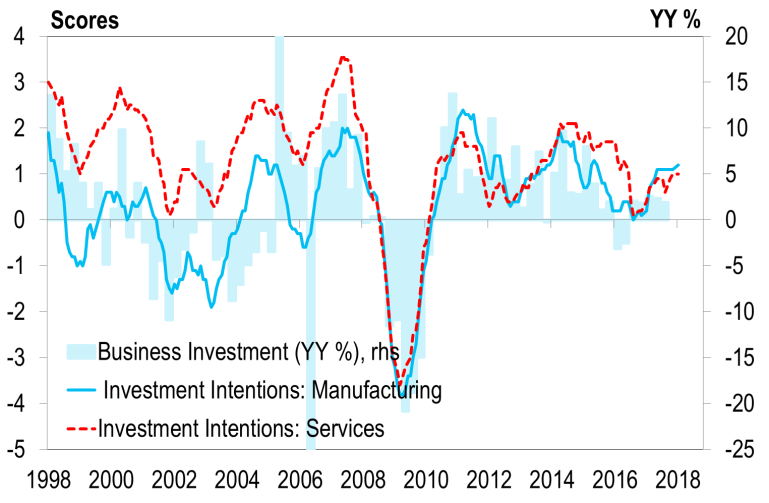 Scores YY %
4 20
3 15
2 10
1 5
0 0
-1 -5
-2 -10
-3 -15
-4 -20
-5 -25
Business Investment (YY %), rhs
Investment Intentions: Manufacturing
Investment Intentions: Services
1998 2000 2002 2004 2006 2008 2010 2012 2014 2016 2018